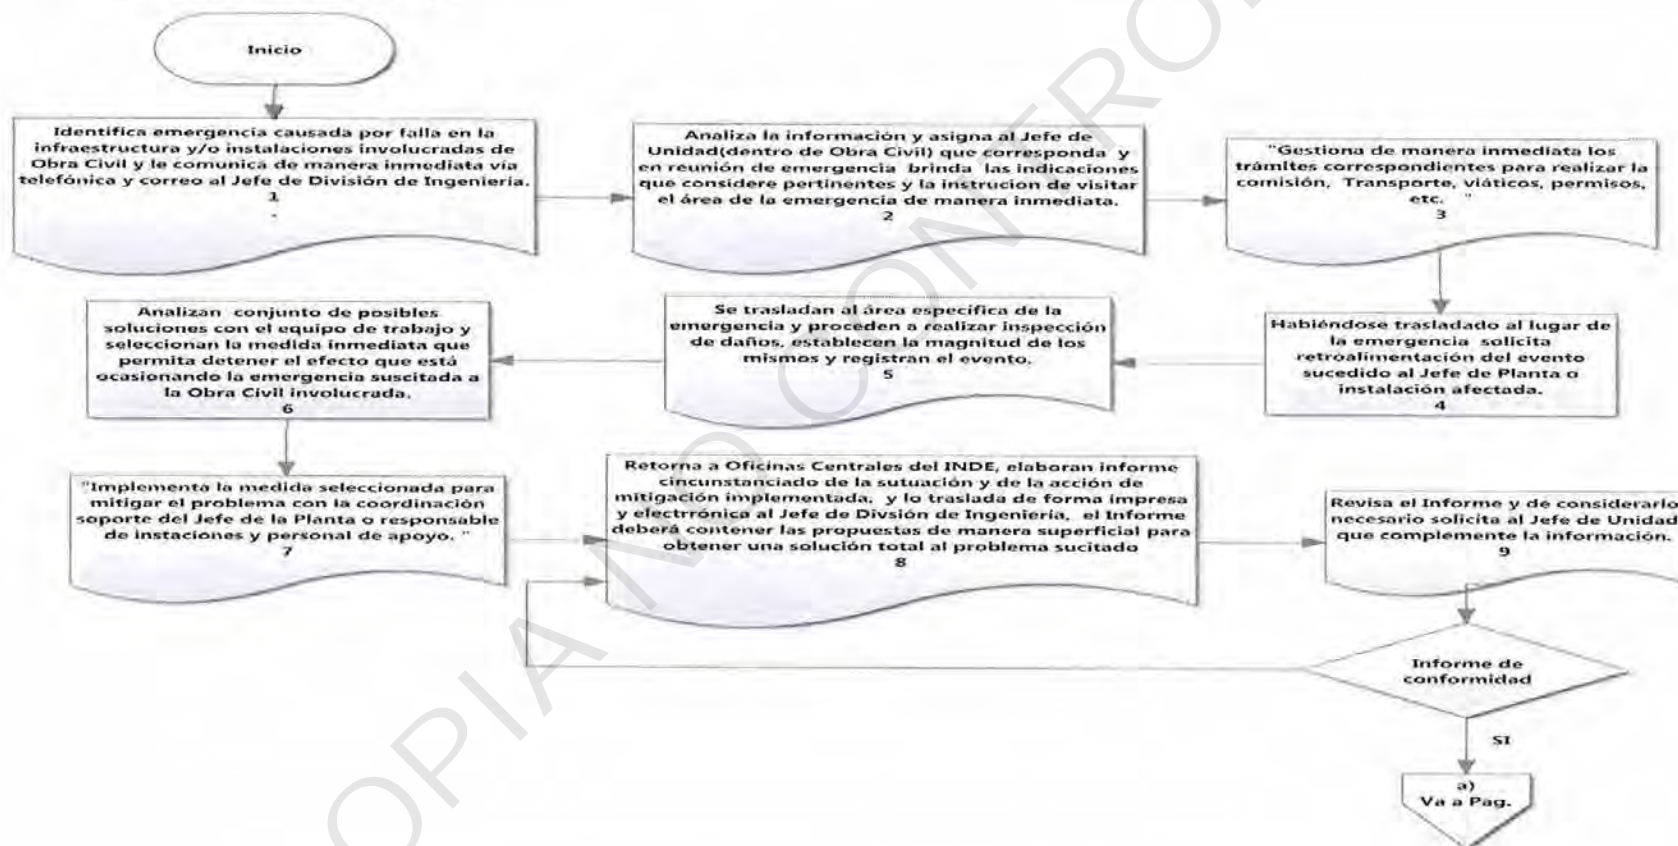 Inicio
Identifica emergencia causada por falla en la
infraestructura y/o instalaciones involucradas de
Obra Civil y le comunica de manera inmediata vía
telefónica y correo al Jefe de División de Ingeniería.
1
Analiza la información y asigna al Jefe de
Unidad(dentro de Obra Civil) que corresponda y
en reunión de emergencia brinda las indicaciones
que considere pertinentes y la instrucion de visitar
el área de la emergencia de manera inmediata.
2
"Gestiona de manera inmediata los
trámites correspondientes para realizar la
comisión, Transporte, viáticos, permisos,
etc. "
3
Habiéndose trasladado al lugar de
la emergencia solicita
retroalimentación del evento
sucedido al Jefe de Planta o
instalación afectada.
4
Se trasladan al área específica de la
emergencia y proceden a realizar inspección
de daños, establecen la magnitud de los
mismos y registran el evento.
5
Analizan conjunto de posibles
soluciones con el equipo de trabajo y
seleccionan la medida inmediata que
permita detener el efecto que está
ocasionando la emergencia suscitada a
la Obra Civil involucrada.
6
"Implementa la medida seleccionada para
mitigar el problema con la coordinación
soporte del Jefe de la Planta o responsable
de instaciones y personal de apoyo. "
7
Retorna a Oficinas Centrales del INDE, elaboran informe
cincunstanciado de la sutuación y de la acción de
mitigación implementada, y lo traslada de forma impresa
y electrrónica al Jefe de Divsión de Ingeniería, el Informe
deberá contener las propuestas de manera superficial para
obtener una solución total al problema sucitado
8
Revisa el Informe y de considerarlo
necesario solicita al Jefe de Unidad
que complemente la información.
9
Informe de
conformidad
SI
a)
Va a Pag.
OPIA NO CONTRO